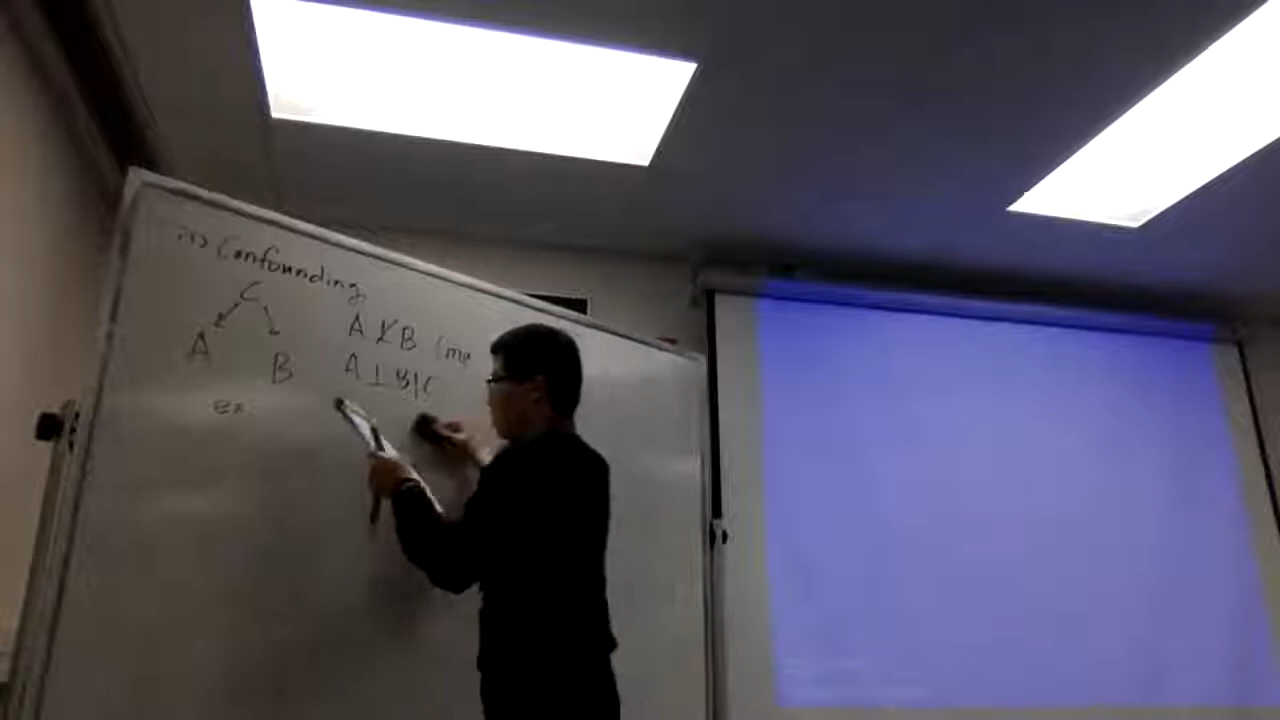 Confounding
C
A B
A ⊥̸ B
A ⊥ B|C
ex.